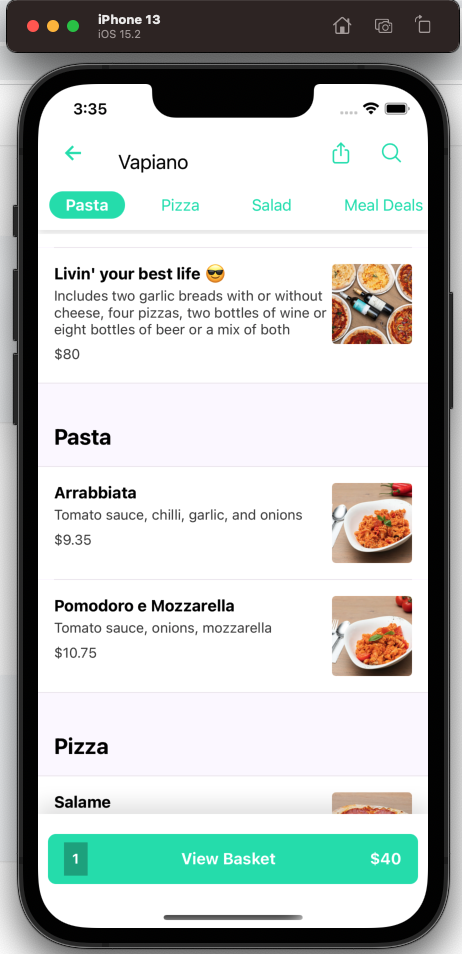 iPhone 13
iOS 15.2
3:35
Vapiano
Pasta Pizza Salad Meal Deals
Livin' your best life 😎
Includes two garlic breads with or without
cheese, four pizzas, two bottles of wine or
eight bottles of beer or a mix of both
$80
Pasta
Arrabbiata
Tomato sauce, chilli, garlic, and onions
$9.35
Pomodoro e Mozzarella
Tomato sauce, onions, mozzarella
$10.75
Pizza
Salame
1 View Basket $40